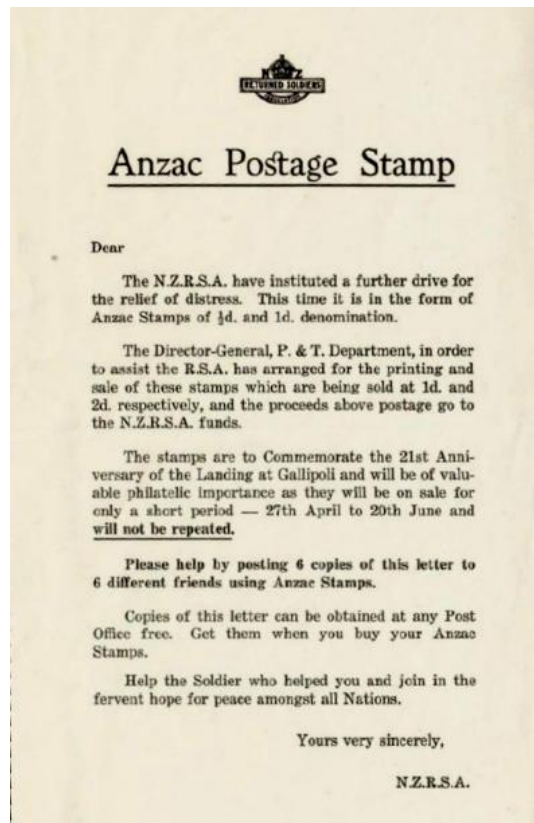 N Z
RETURNED SOLDIERS
Anzac Postage Stamp
Dear
The N.Z.R.S.A. have instituted a further drive for
the relief of distress. This time it is in the form of
Anzac Stamps of ½d. and 1d. denomination.
The Director-General, P. & T. Department, in order
to assist the R.S.A. has arranged for the printing and
sale of these stamps which are being sold at 1d. and
2d. respectively, and the proceeds above postage go to
the N.Z.R.S.A. funds.
The stamps are to Commemorate the 21st Anni-
versary of the Landing at Gallipoli and will be of valu-
able philatelic importance as they will be on sale for
only a short period — 27th April to 20th June and
will not be repeated.
Please help by posting 6 copies of this letter to
6 different friends using Anzac Stamps.
Copies of this letter can be obtained at any Post
Office free. Get them when you buy your Anzac
Stamps.
Help the Soldier who helped you and join in the
fervent hope for peace amongst all Nations.
Yours very sincerely,
N.Z.R.S.A.